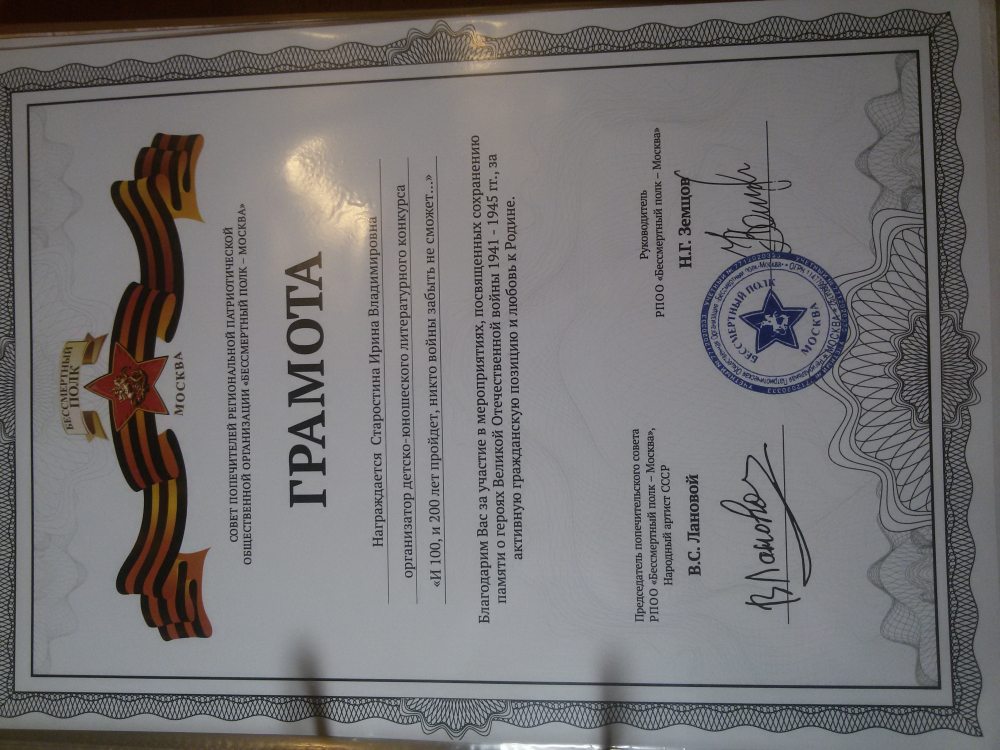 БЕССМЕРТНЫЙ
ПОЛК
МОСКВА
СОВЕТ ПОПЕЧИТЕЛЕЙ РЕГИОНАЛЬНОЙ ПАТРИОТИЧЕСКОЙ
ОБЩЕСТВЕННОЙ ОРГАНИЗАЦИИ «БЕССМЕРТНЫЙ ПОЛК – МОСКВА»
ГРАМОТА
Награждается Старостина Ирина Владимировна
организатор детско-юношеского литературного конкурса
«И 100, и 200 лет пройдет, никто войны забыть не сможет...»
Благодарим Вас за участие в мероприятиях, посвященных сохранению
памяти о героях Великой Отечественной войны 1941 - 1945 гг., за
активную гражданскую позицию и любовь к Родине.
Председатель попечительского совета
РПОО «Бессмертный полк – Москва»,
Народный артист СССР
В.С. Лановой
ВЛановой
Руководитель
РПОО «Бессмертный полк – Москва»
Н.Г. Земцов
БЕССМЕРТНЫЙ ПОЛК
МОСКВА